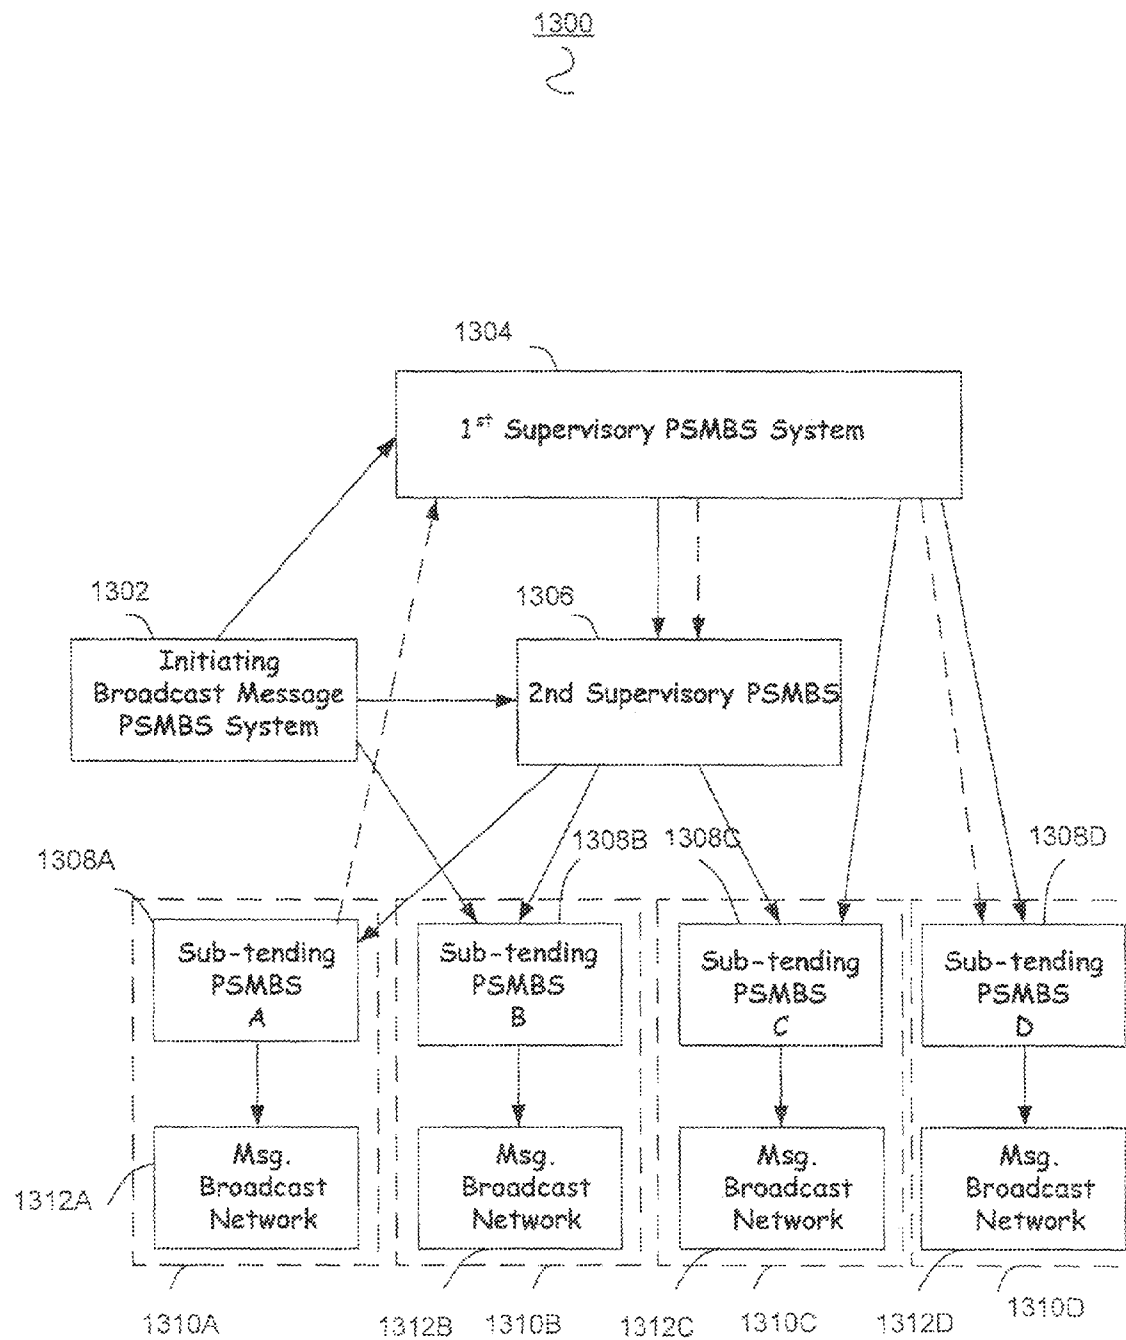 1300
1304
1st Supervisory PSMBS System
1302
1306
Initiating
Broadcast Message
PSMBS System
2nd Supervisory PSMBS
1308A
1308B
1308C
1308D
Sub-tending
PSMBS
A
Sub-tending
PSMBS
B
Sub-tending
PSMBS
C
Sub-tending
PSMBS
D
Msg.
Broadcast
Network
Msg.
Broadcast
Network
Msg.
Broadcast
Network
Msg.
Broadcast
Network
1312A
1310A
1312B
1310B
1312C
1310C
1312D
1310D